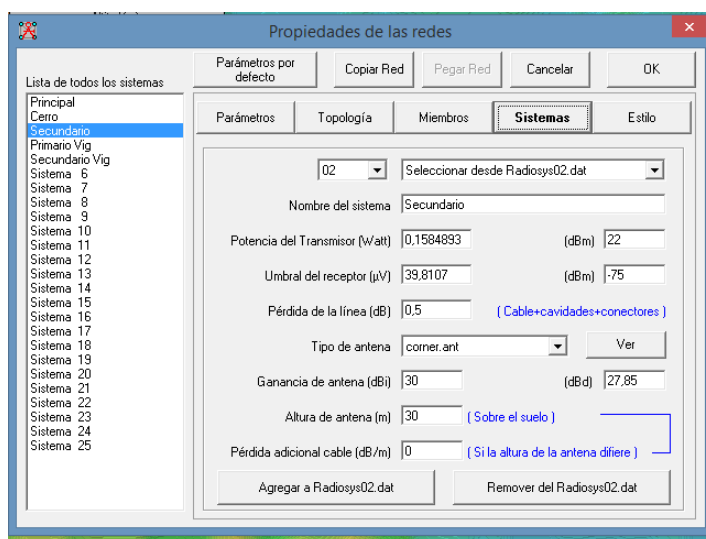 Propiedades de las redes
Lista de todos los sistemas
Parámetros por defecto
Copiar Red
Pegar Red
Cancelar
OK
Principal
Cerro
Secundario
Primario Vig
Secundario Vig
Sistema 6
Sistema 7
Sistema 8
Sistema 9
Sistema 10
Sistema 11
Sistema 12
Sistema 13
Sistema 14
Sistema 15
Sistema 16
Sistema 17
Sistema 18
Sistema 19
Sistema 20
Sistema 21
Sistema 22
Sistema 23
Sistema 24
Sistema 25
Parámetros Topología Miembros Sistemas Estilo
02 Seleccionar desde Radiosys02.dat
Nombre del sistema Secundario
Potencia del Transmisor (Watt) 0,1584893 (dBm) 22
Umbral del receptor (µV) 39,8107 (dBm) -75
Pérdida de la línea (dB) 0,5 ( Cable+cavidades+conectores )
Tipo de antena corner.ant Ver
Ganancia de antena (dBi) 30 (dBd) 27,85
Altura de antena (m) 30 ( Sobre el suelo )
Pérdida adicional cable (dB/m) 0 ( Si la altura de la antena difiere )
Agregar a Radiosys02.dat Remover del Radiosys02.dat